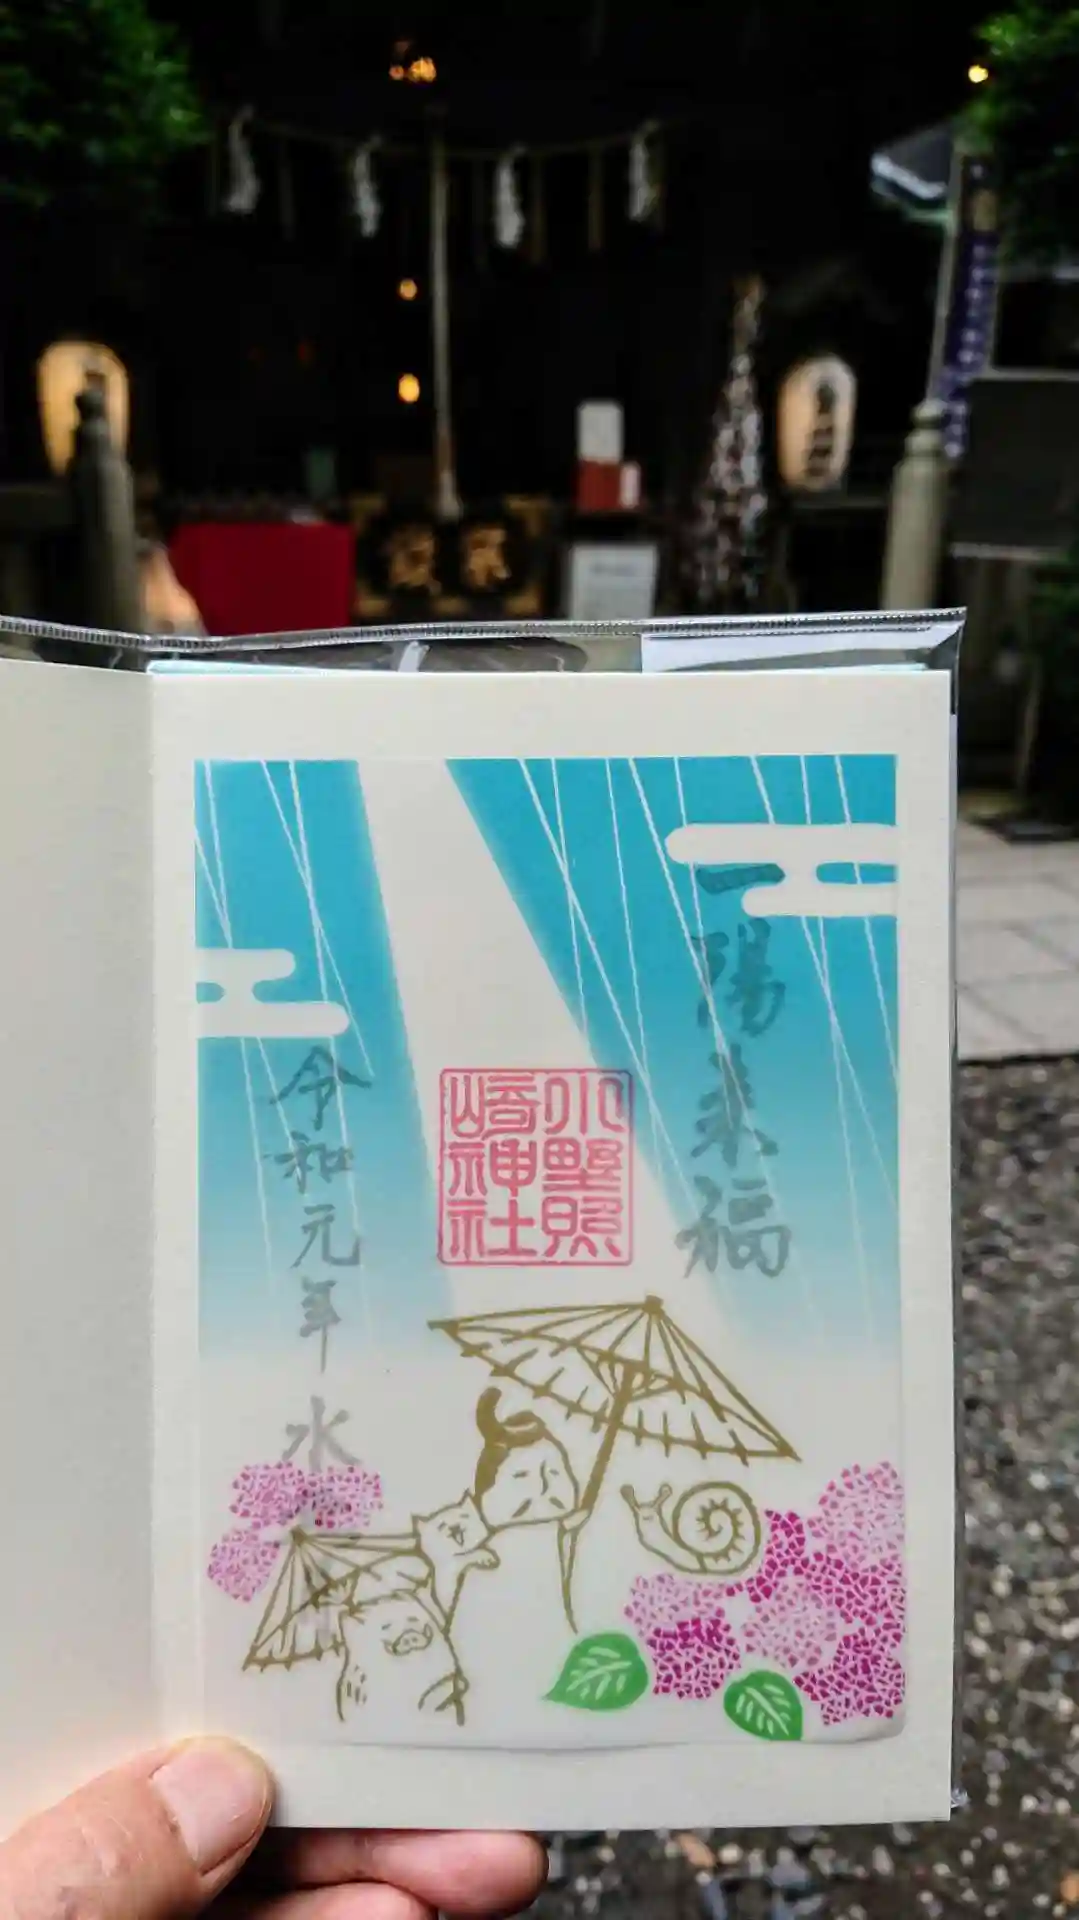 一陽来福
小野照
崎神社
令和元年 水